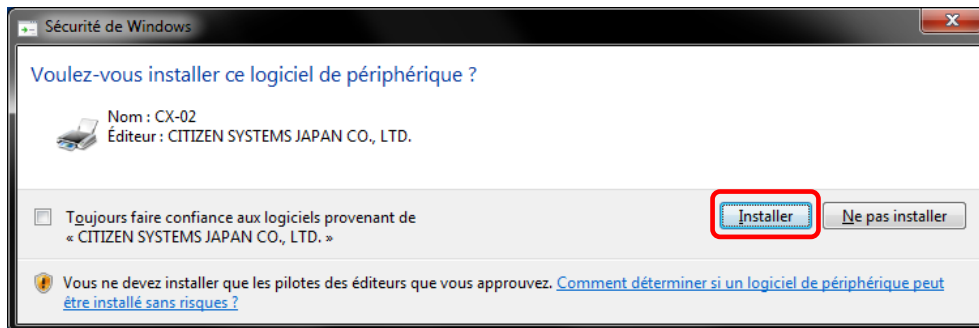 Sécurité de Windows
Voulez-vous installer ce logiciel de périphérique ?
Nom : CX-02
Éditeur : CITIZEN SYSTEMS JAPAN CO., LTD.
Toujours faire confiance aux logiciels provenant de
« CITIZEN SYSTEMS JAPAN CO., LTD. »
Installer
Ne pas installer
Vous ne devez installer que les pilotes des éditeurs que vous approuvez. Comment déterminer si un logiciel de périphérique peut
être installé sans risques ?